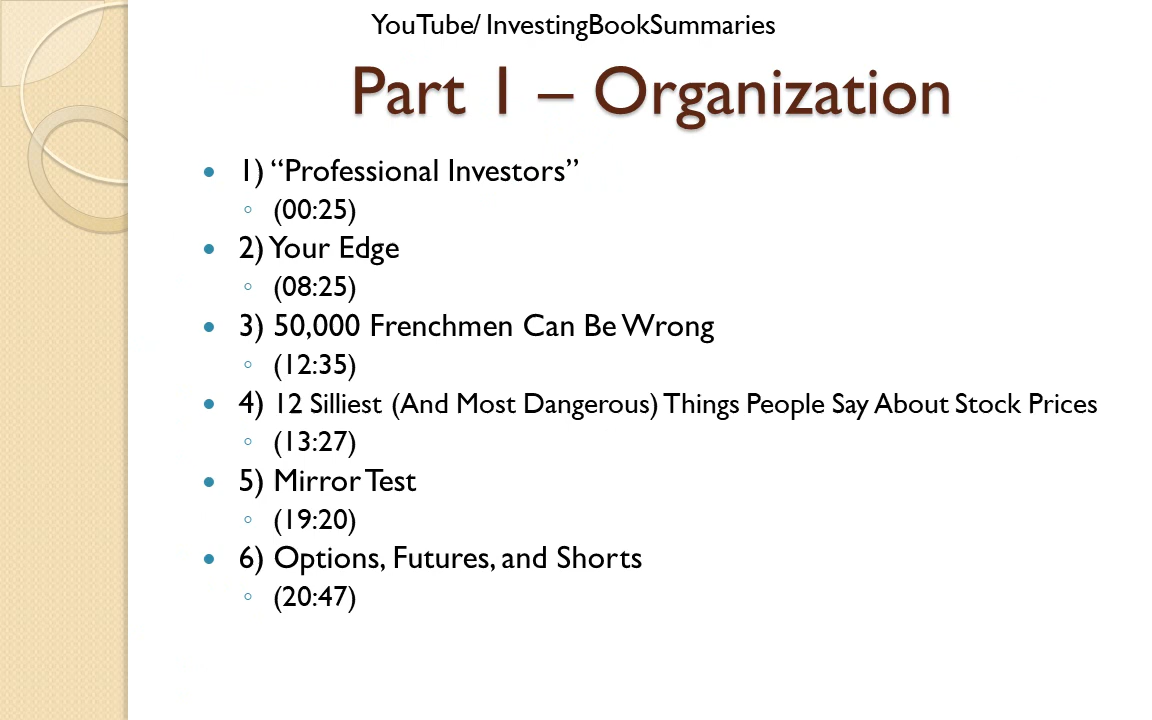 YouTube/ InvestingBookSummaries
Part 1 – Organization
1) “Professional Investors”
(00:25)
2) Your Edge
(08:25)
3) 50,000 Frenchmen Can Be Wrong
(12:35)
4) 12 Silliest (And Most Dangerous) Things People Say About Stock Prices
(13:27)
5) Mirror Test
(19:20)
6) Options, Futures, and Shorts
(20:47)